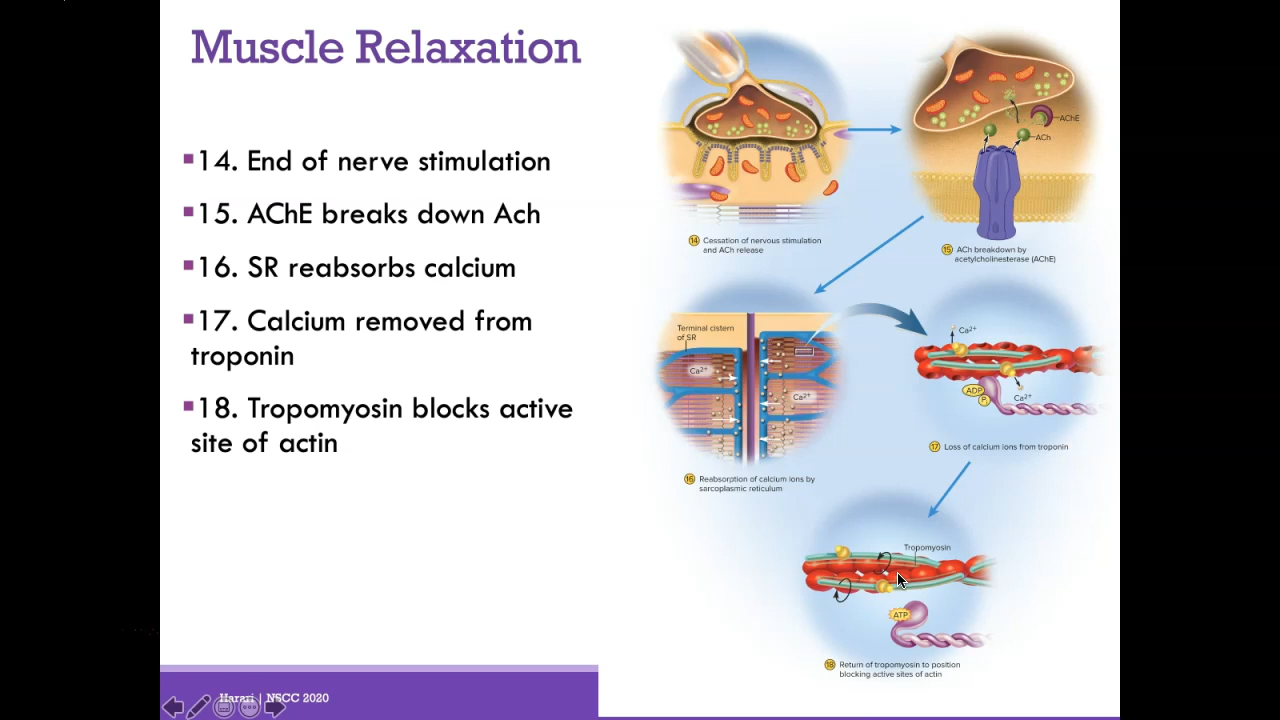 Muscle Relaxation
14. End of nerve stimulation
15. AChE breaks down Ach
16. SR reabsorbs calcium
17. Calcium removed from
troponin
18. Tropomyosin blocks active
site of actin
AChE
ACh
14 Cessation of nervous stimulation
and ACh release
15 ACh breakdown by
acetylcholinesterase (AChE)
Terminal cistern
of SR
Ca²⁺
Ca²⁺
16 Reabsorption of calcium ions by
sarcoplasmic reticulum
Ca²⁺
ADP
P
Ca²⁺
17 Loss of calcium ions from troponin
Tropomyosin
ATP
18 Return of tropomyosin to position
blocking active sites of actin
Harari | NSCC 2020